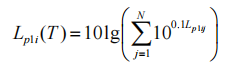 L_{p1i}(T) = 10lg(∑_{j=1}^{N} 10^{0.1L_{p1ij}})